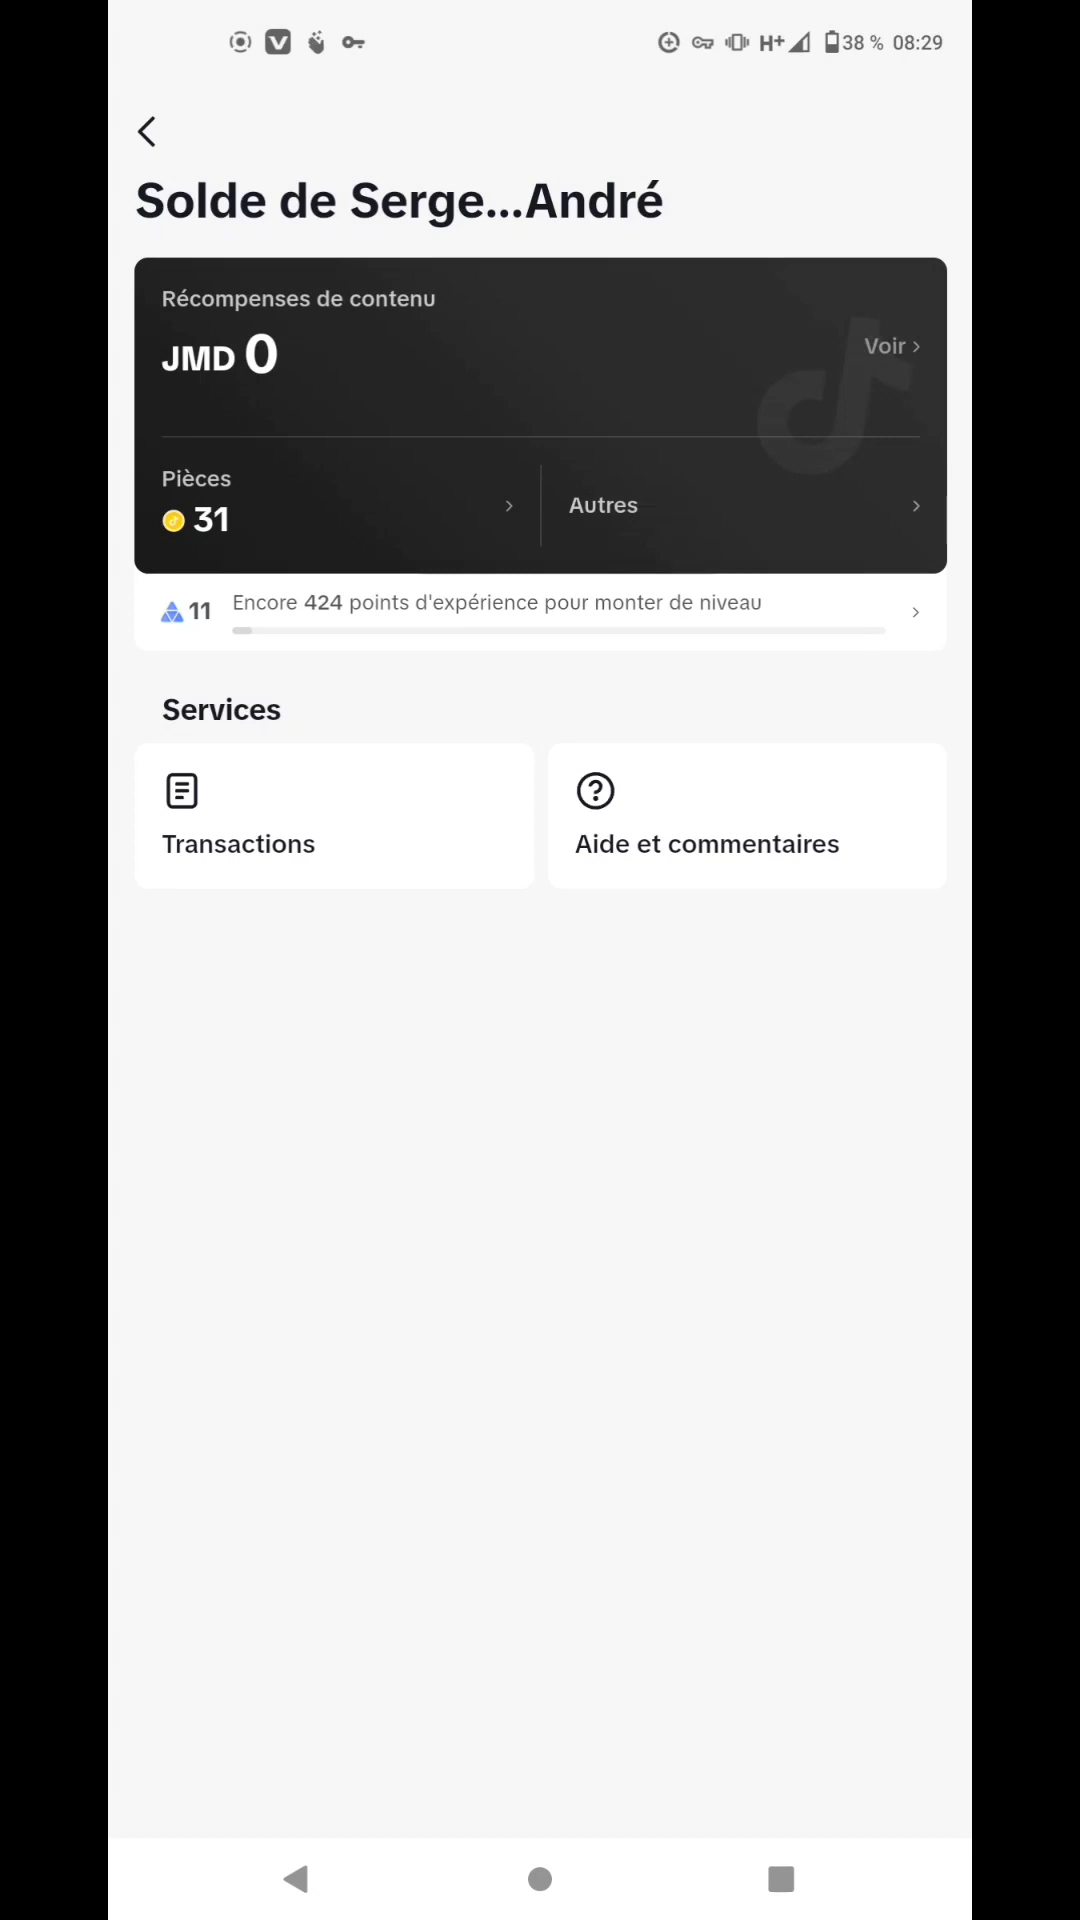 H+ 38 % 08:29
Solde de Serge...André
Récompenses de contenu
JMD 0
Voir
Pièces
31
Autres
11
Encore 424 points d'expérience pour monter de niveau
Services
Transactions
Aide et commentaires